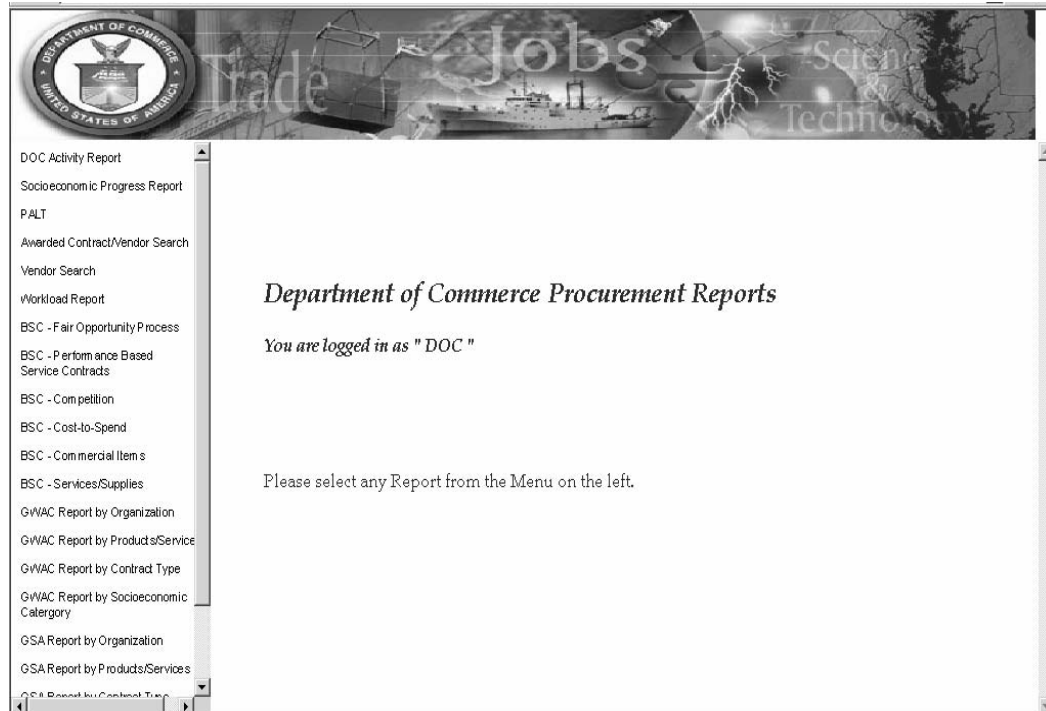 DEPARTMENT OF COMMERCE
UNITED STATES OF AMERICA
Trade
Jobs
Science
&
Technology
DOC Activity Report
Socioeconomic Progress Report
PALT
Awarded Contract/Vendor Search
Vendor Search
Workload Report
BSC - Fair Opportunity Process
BSC - Performance Based
Service Contracts
BSC - Competition
BSC - Cost-to-Spend
BSC - Commercial Items
BSC - Services/Supplies
GWAC Report by Organization
GWAC Report by Products/Service
GWAC Report by Contract Type
GWAC Report by Socioeconomic
Catergory
GSA Report by Organization
GSA Report by Products/Services
GSA Report by Contract Type
Department of Commerce Procurement Reports
You are logged in as " DOC "
Please select any Report from the Menu on the left.